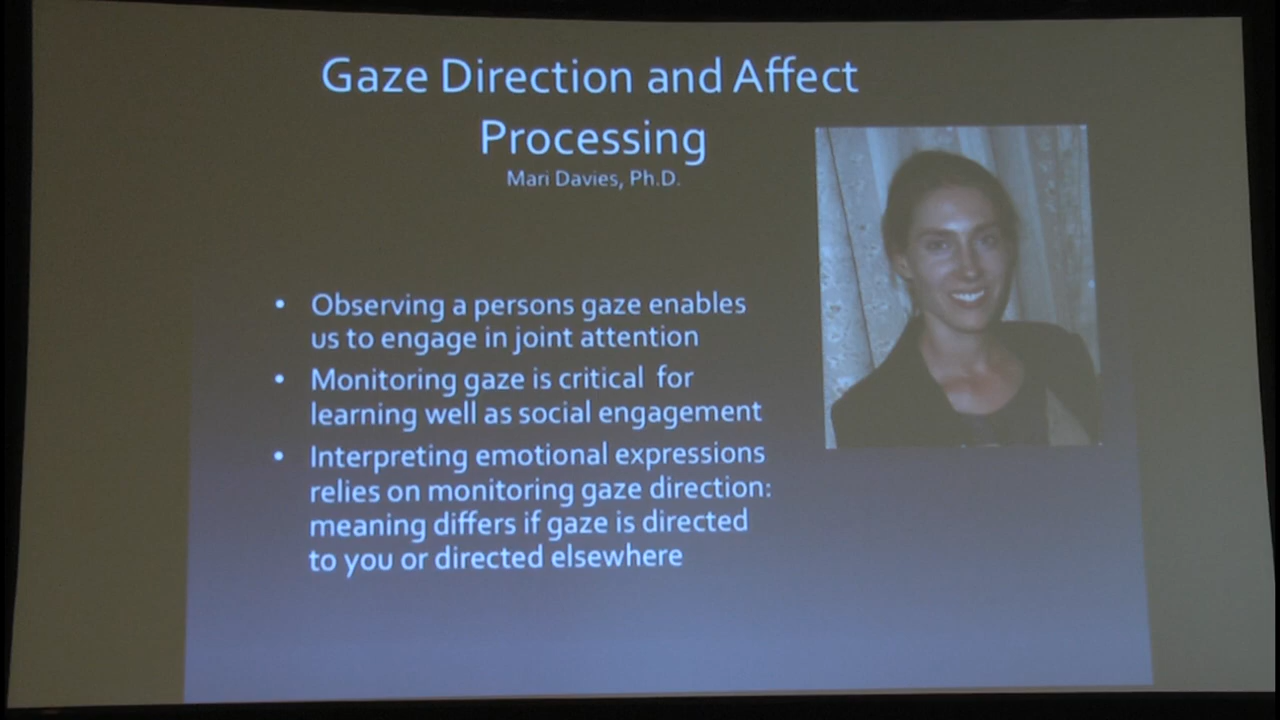 Gaze Direction and Affect
Processing
Mari Davies, Ph.D.
• Observing a persons gaze enables
us to engage in joint attention
• Monitoring gaze is critical for
learning well as social engagement
• Interpreting emotional expressions
relies on monitoring gaze direction:
meaning differs if gaze is directed
to you or directed elsewhere